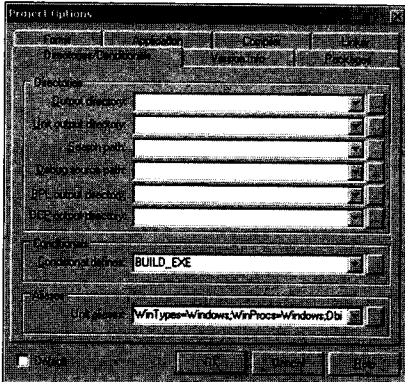 Project Options
Forms Application Compiler Linker
Directories/Conditionals Version Info Packages
Directories
Output directory:
Unit output directory:
Search path:
Debug source path:
BPL output directory:
DCP output directory:
Conditionals
Conditional defines: BUILD_EXE
Aliases
Unit aliases: WinTypes=Windows;WinProcs=Windows;Dbi
Default OK Cancel Help